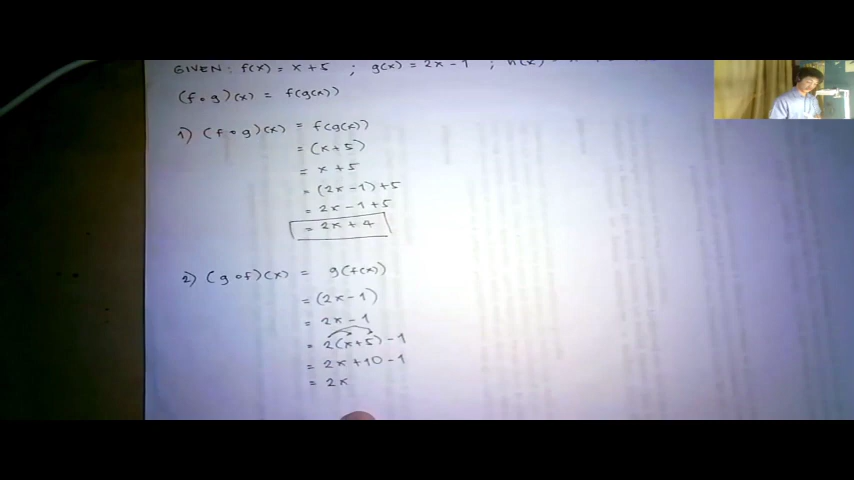 GIVEN: f(x) = x + 5 ; g(x) = 2x - 1 ; h(x) =
(f ∘ g)(x) = f(g(x))
1) (f ∘ g)(x) = f(g(x))
= (x + 5)
= x + 5
= (2x - 1) + 5
= 2x - 1 + 5
= 2x + 4
2) (g ∘ f)(x) = g(f(x))
= (2x - 1)
= 2x - 1
= 2(x + 5) - 1
= 2x + 10 - 1
= 2x